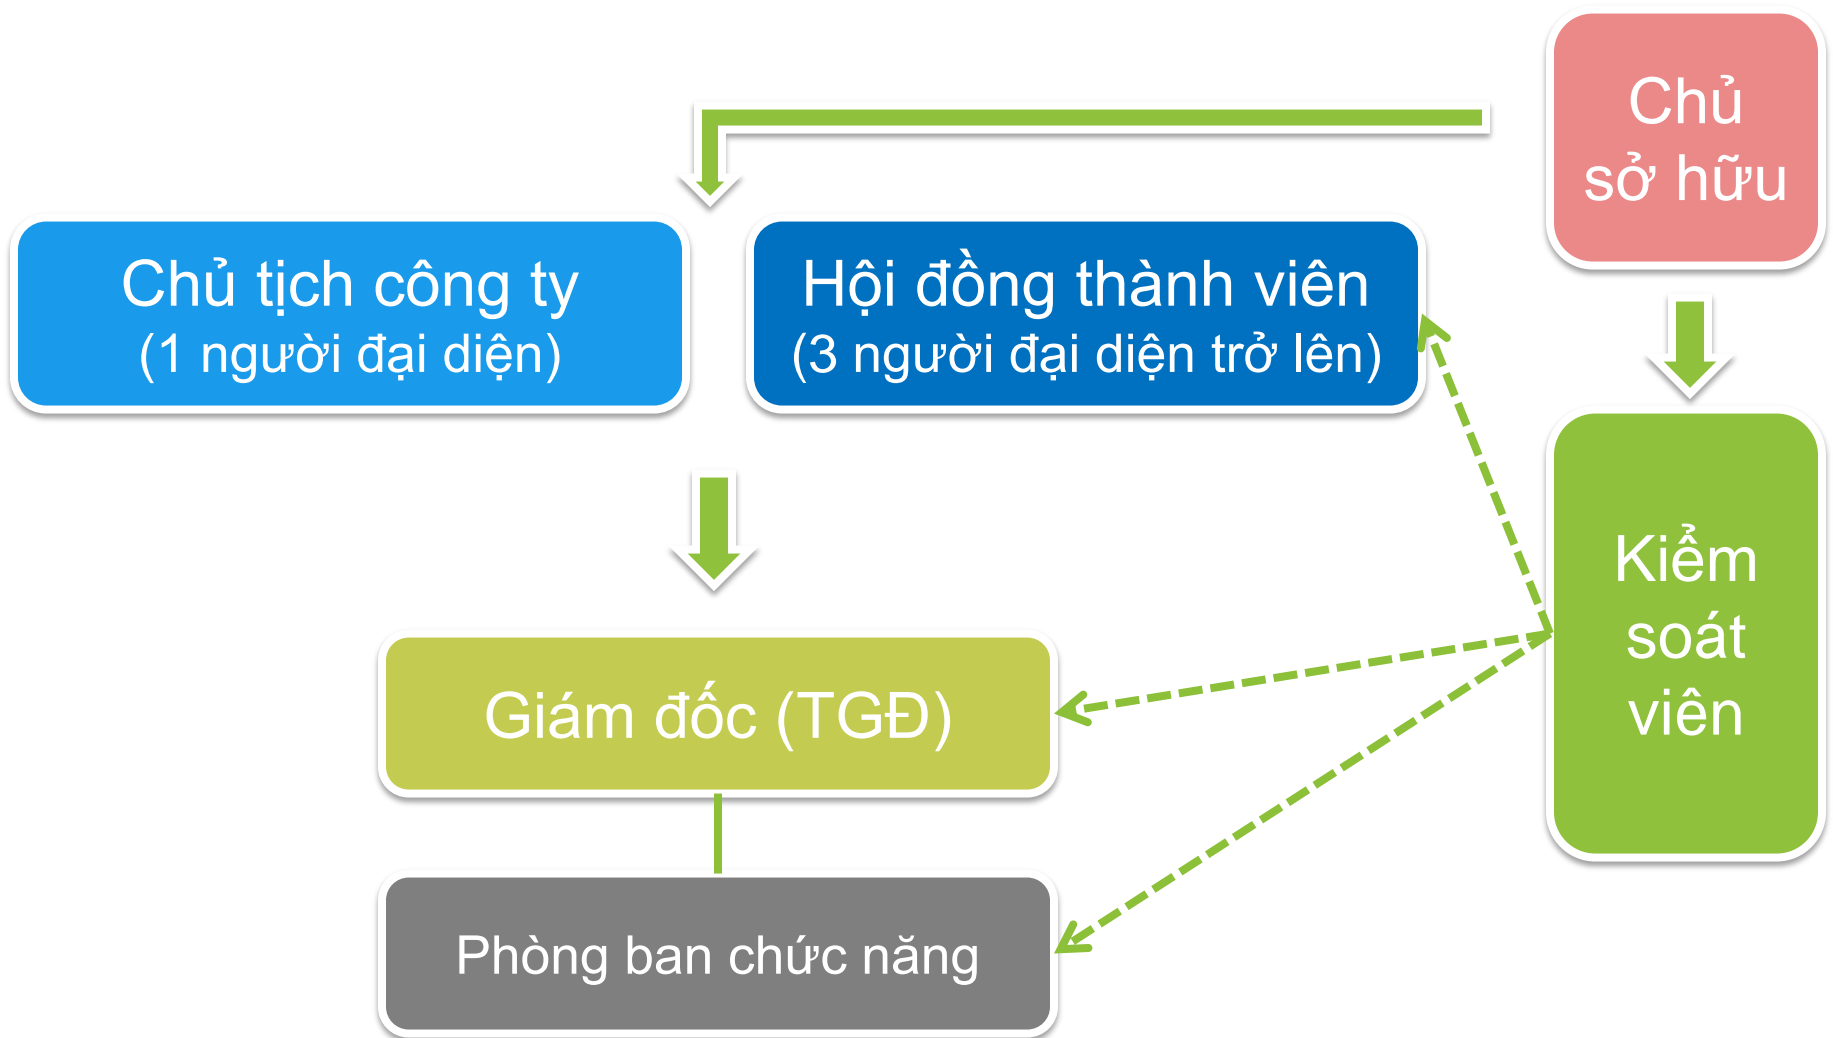 Chủ
sở hữu
Chủ tịch công ty
(1 người đại diện)
Hội đồng thành viên
(3 người đại diện trở lên)
Kiểm
soát
viên
Giám đốc (TGĐ)
Phòng ban chức năng